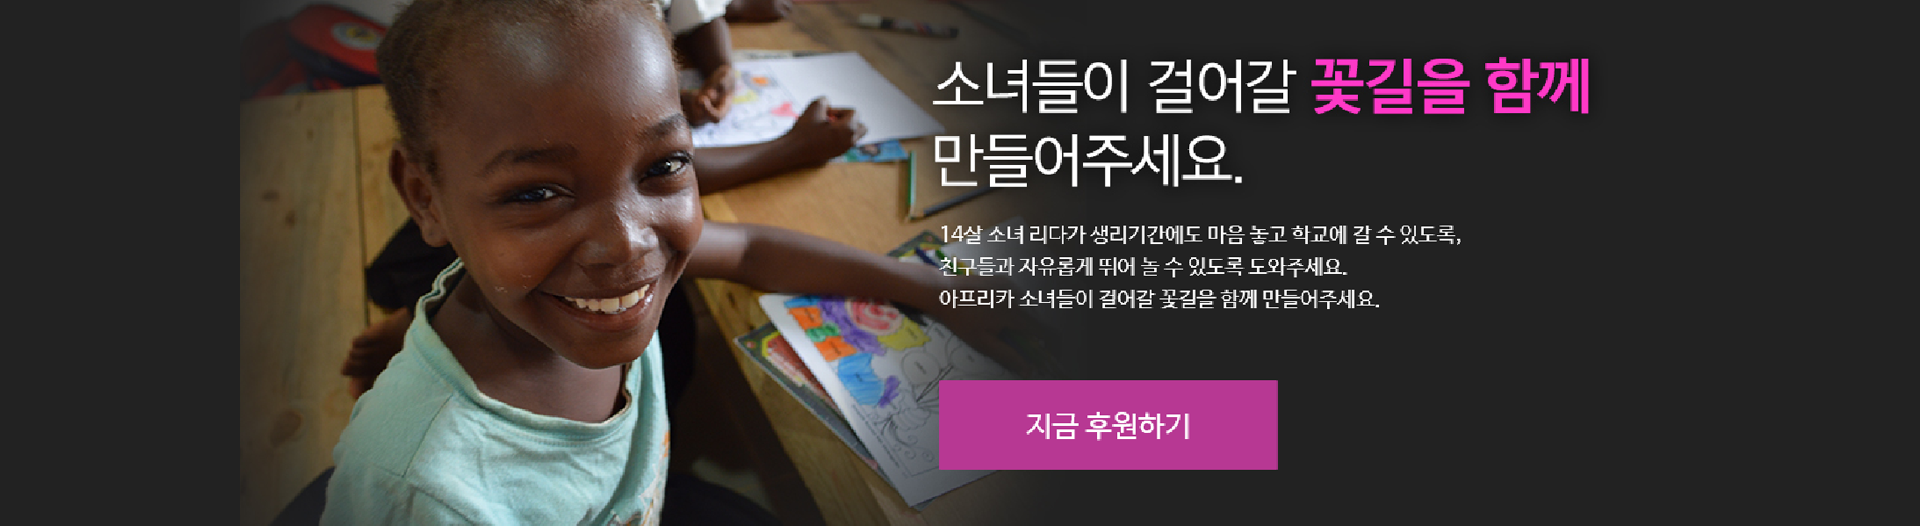 소녀들이 걸어갈 꽃길을 함께
만들어주세요.
14살 소녀 리다가 생리기간에도 마음 놓고 학교에 갈 수 있도록,
친구들과 자유롭게 뛰어 놀 수 있도록 도와주세요.
아프리카 소녀들이 걸어갈 꽃길을 함께 만들어주세요.
지금 후원하기